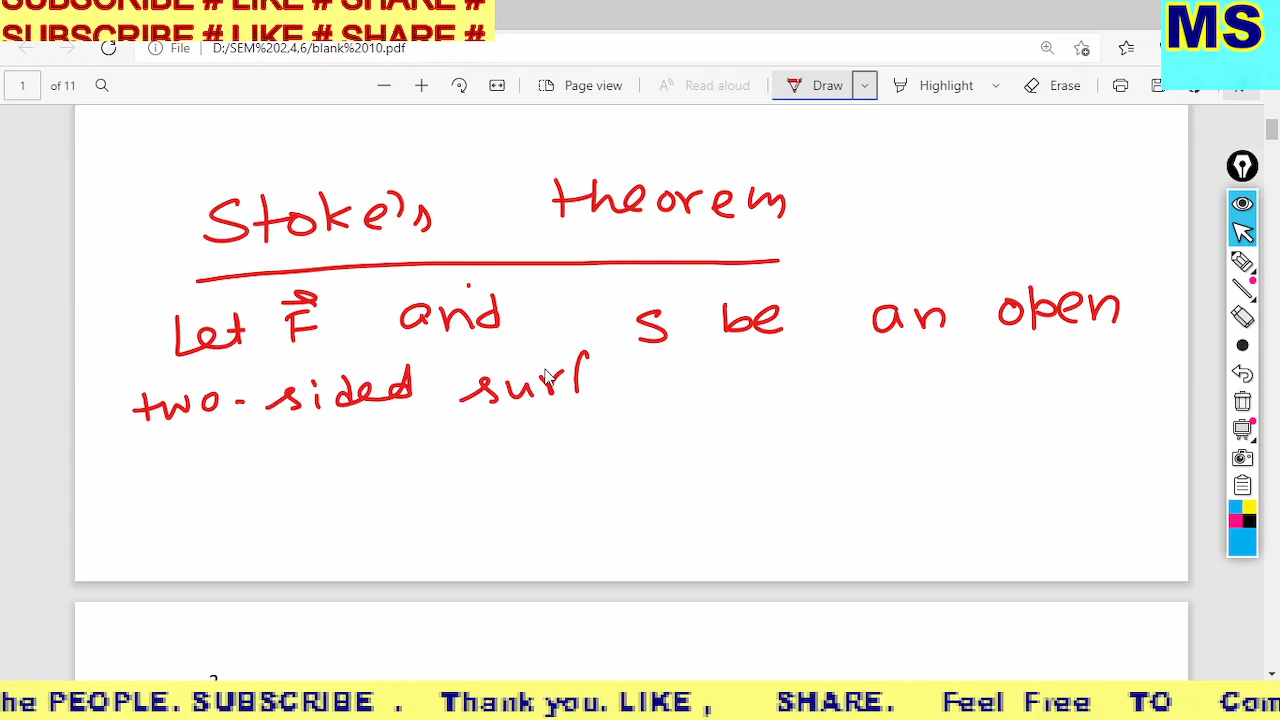 SUBSCRIBE # LIKE # SHARE #
SUBSCRIBE # LIKE # SHARE #
MS
File D:/SEM%202,4,6/blank%2010.pdf
1 of 11 Page view Read aloud Draw Highlight Erase
Stoke's theorem
Let F⃗ and S be an open
two-sided surf
he PEOPLE. SUBSCRIBE . Thank you. LIKE , SHARE. Feel Free TO Com